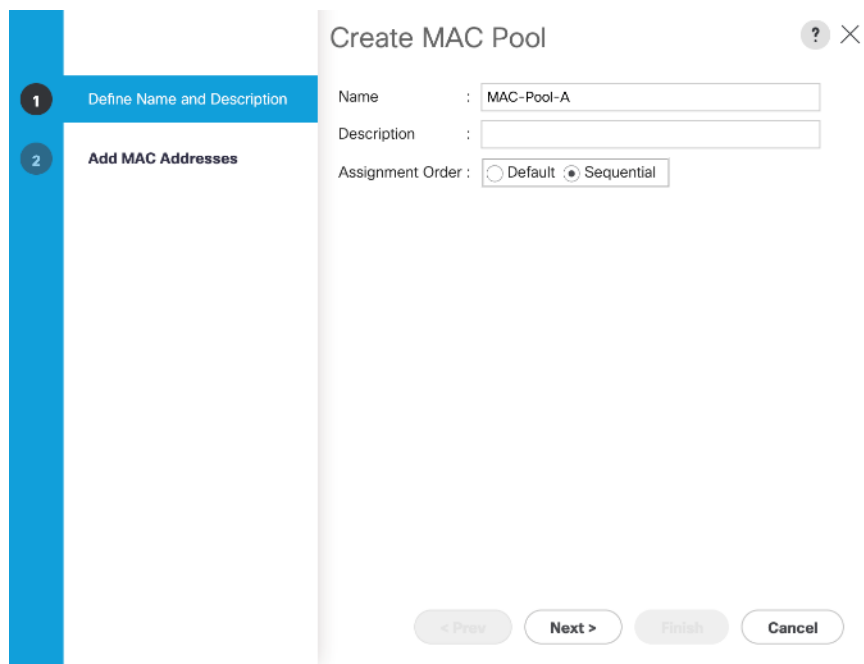 Create MAC Pool
?
1 Define Name and Description
2 Add MAC Addresses
Name : MAC-Pool-A
Description :
Assignment Order : Default Sequential
< Prev Next > Finish Cancel